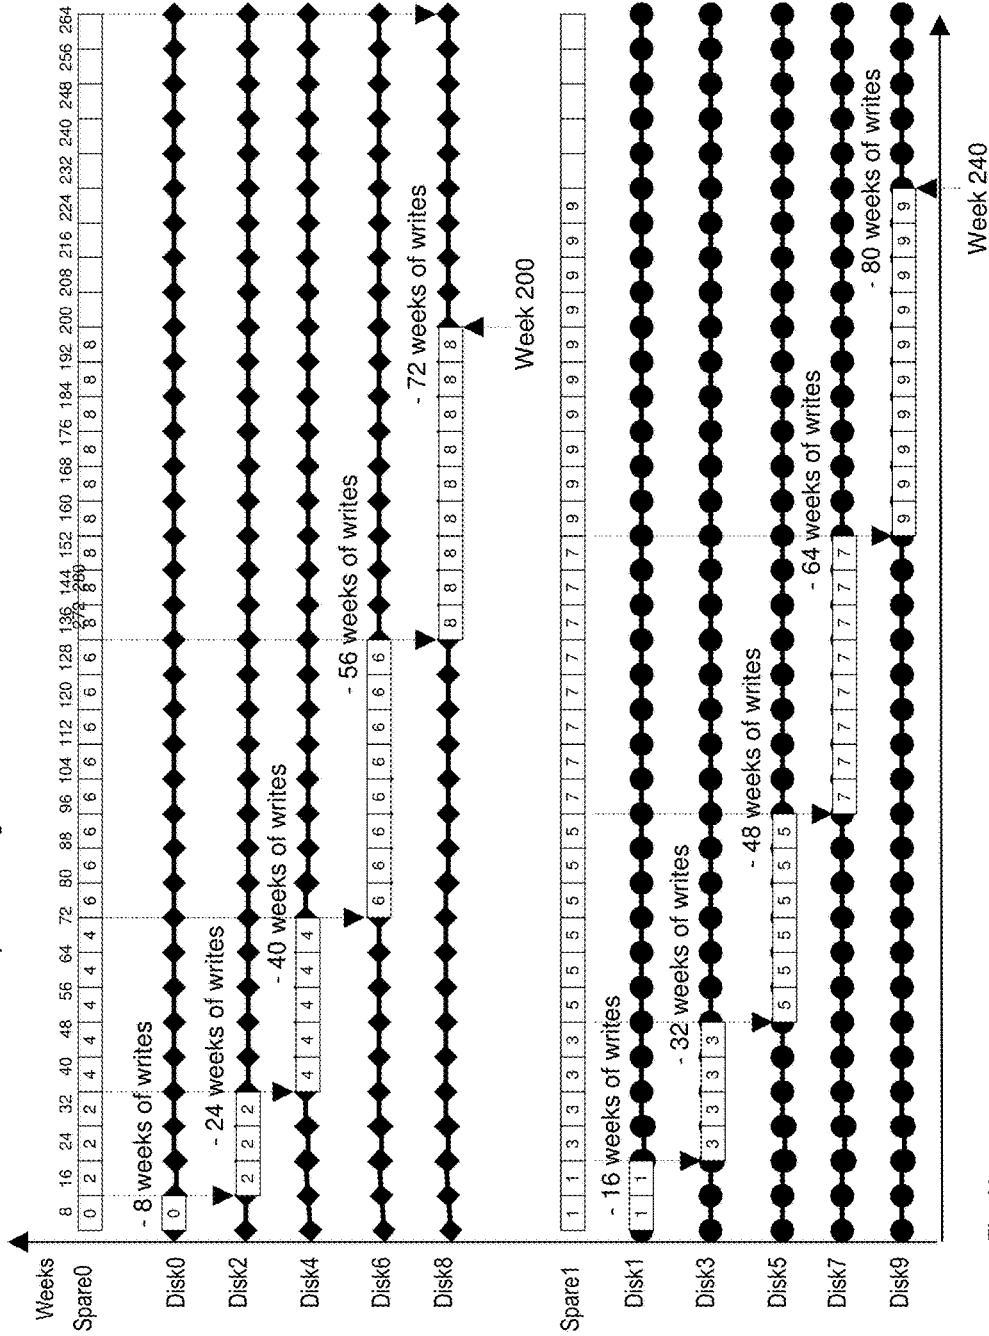 Weeks 8 16 24 32 40 48 56 64 72 80 88 96 104 112 120 128 136 144 152 160 168 176 184 192 200 208 216 224 232 240 248 256 264
272 280
Spare0 0 2 2 2 4 4 4 4 4 6 6 6 6 6 6 6 6 8 8 8 8 8 8 8 8 8
- 8 weeks of writes
Disk0 0
- 24 weeks of writes
Disk2 2 2 2
- 40 weeks of writes
Disk4 4 4 4 4 4
- 56 weeks of writes
Disk6 6 6 6 6 6 6 6 6
- 72 weeks of writes
Disk8 8 8 8 8 8 8 8 8 8
Week 200
Spare1 1 1 3 3 3 3 5 5 5 5 5 5 7 7 7 7 7 7 7 7 9 9 9 9 9 9 9 9 9 9
- 16 weeks of writes
Disk1 1 1
- 32 weeks of writes
Disk3 3 3 3 3
- 48 weeks of writes
Disk5 5 5 5 5 5 5
- 64 weeks of writes
Disk7 7 7 7 7 7 7 7 7
- 80 weeks of writes
Disk9 9 9 9 9 9 9 9 9 9 9
Week 240